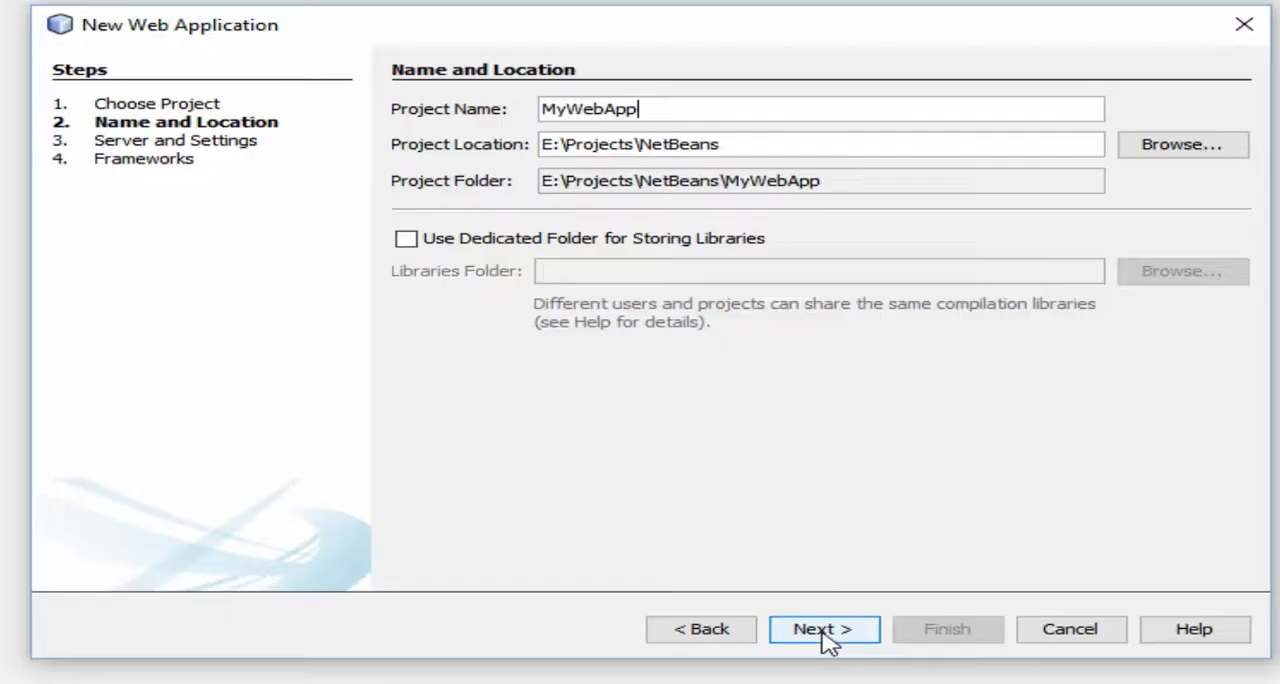 New Web Application
Steps
1. Choose Project
2. Name and Location
3. Server and Settings
4. Frameworks
Name and Location
Project Name: MyWebApp
Project Location: E:\Projects\NetBeans Browse...
Project Folder: E:\Projects\NetBeans\MyWebApp
Use Dedicated Folder for Storing Libraries
Libraries Folder: Browse...
Different users and projects can share the same compilation libraries
(see Help for details).
< Back Next > Finish Cancel Help